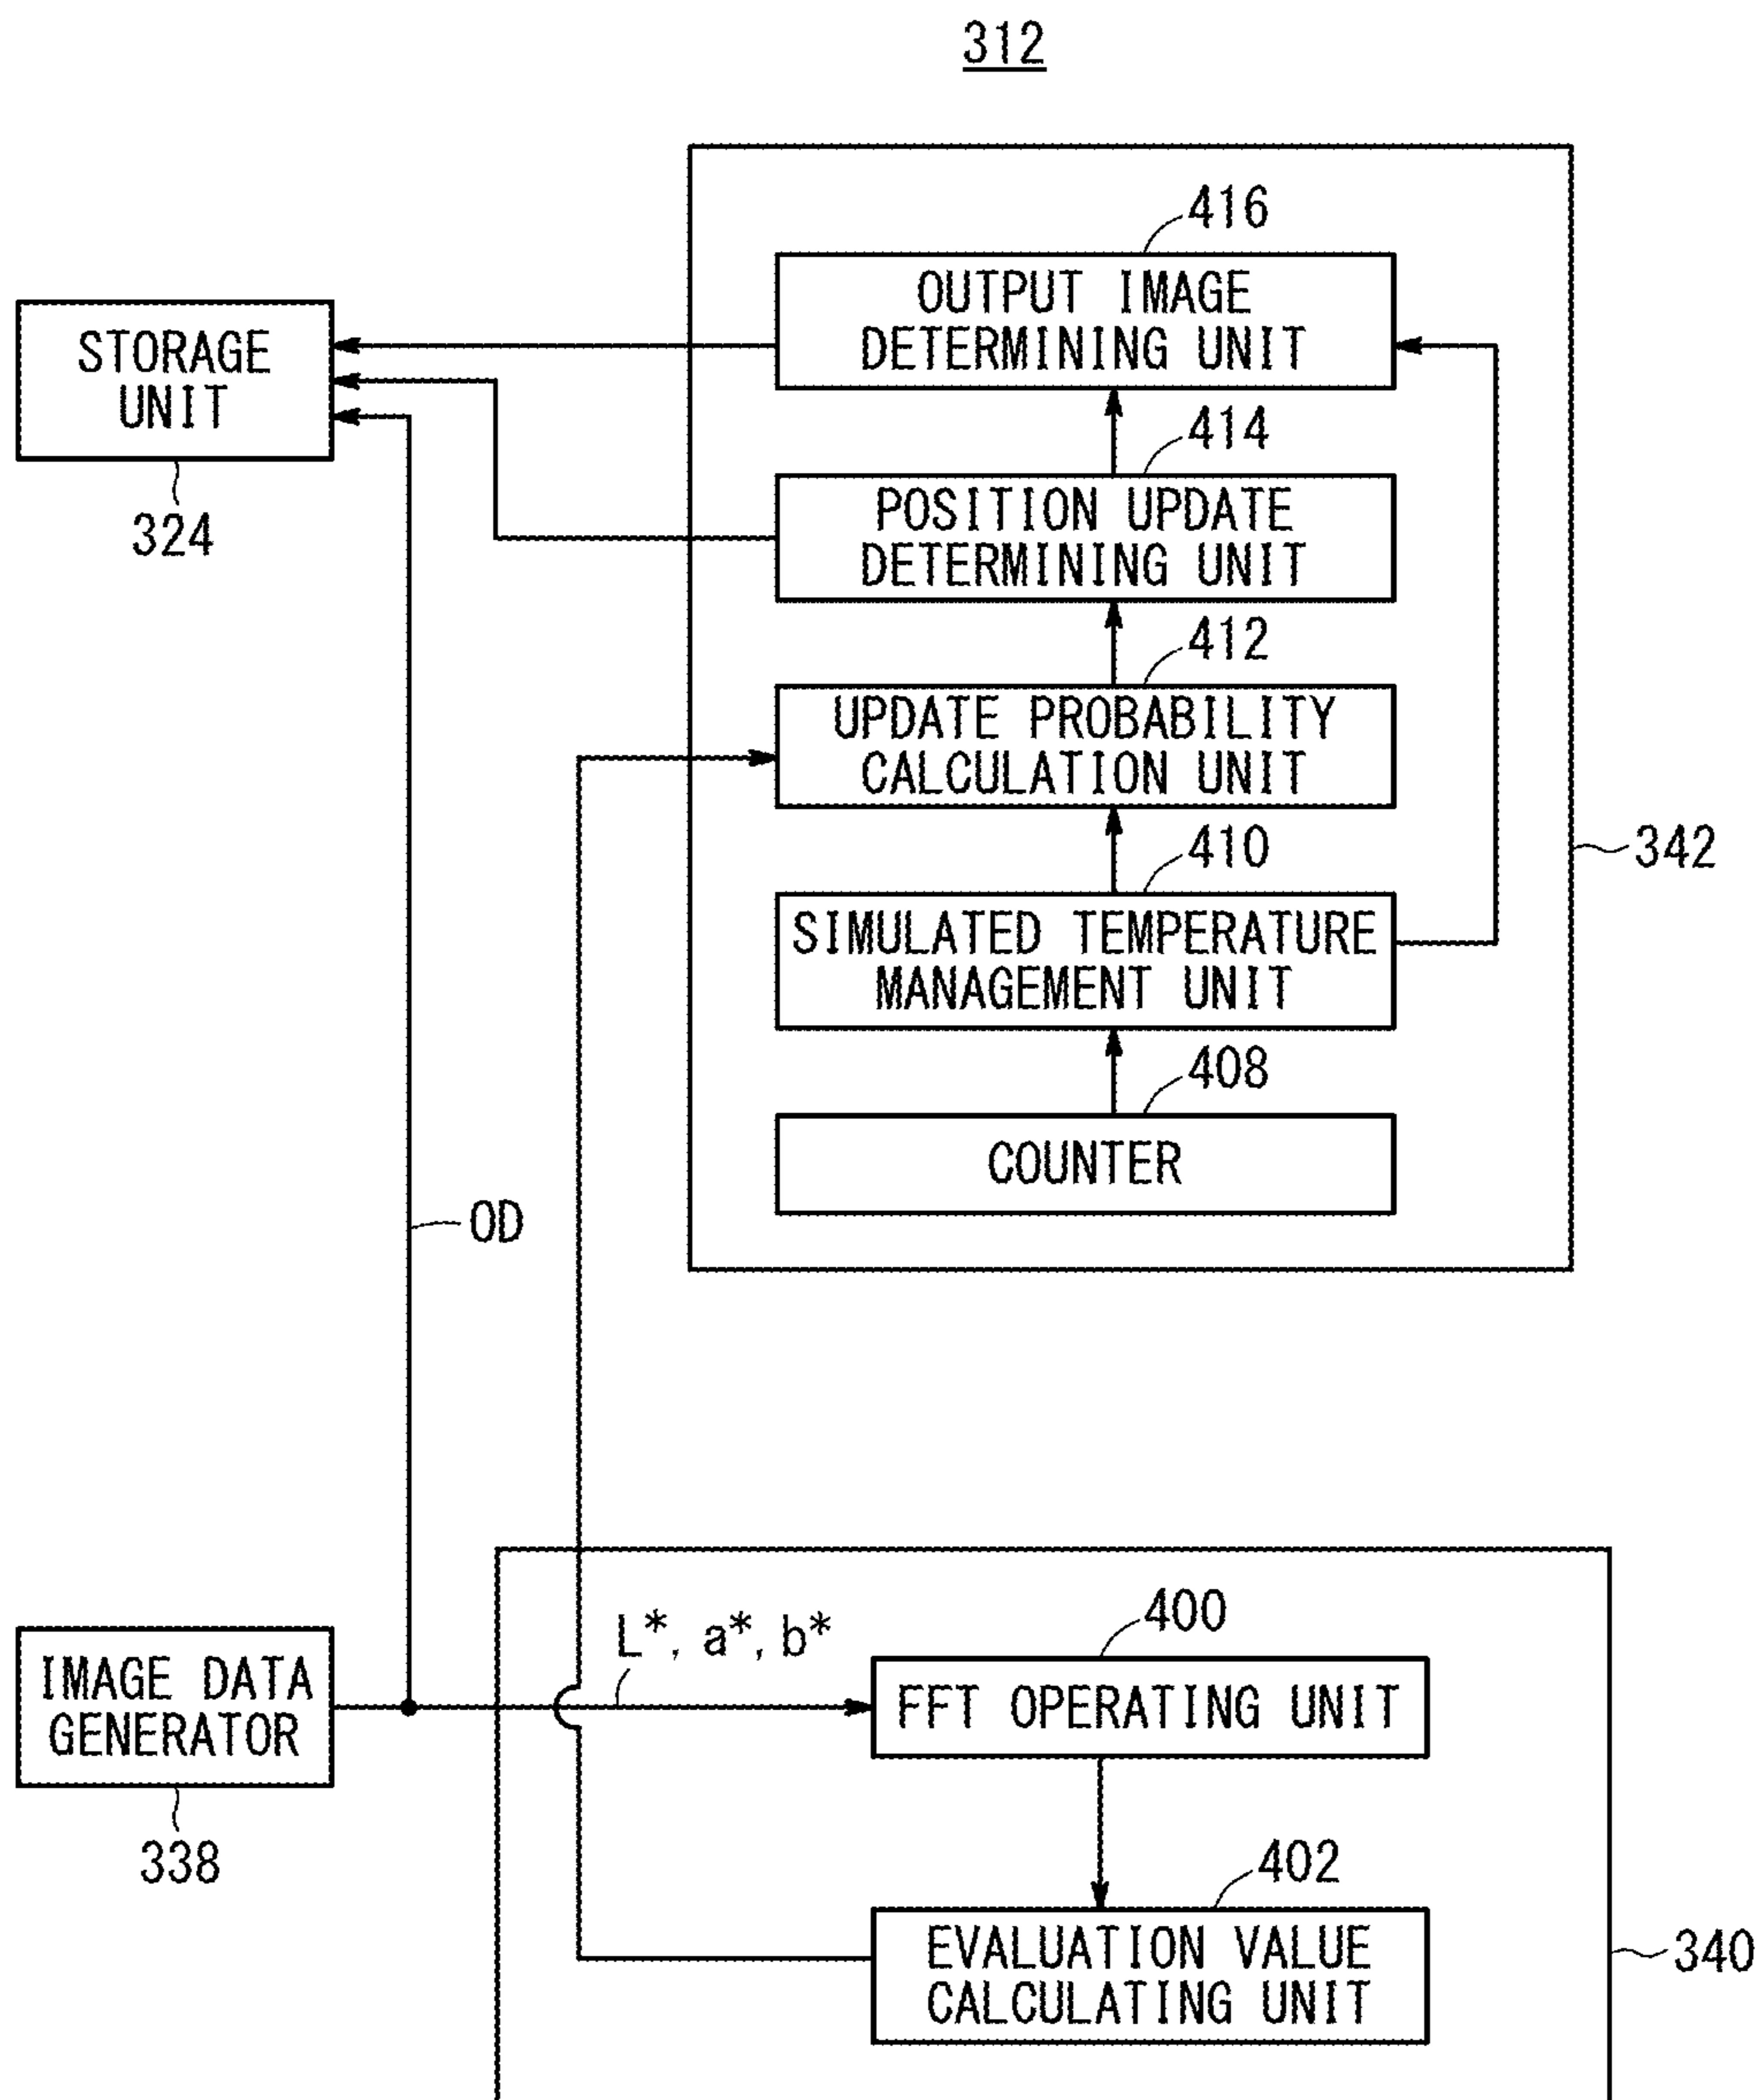 312
416
OUTPUT IMAGE
DETERMINING UNIT
STORAGE
UNIT
324
414
POSITION UPDATE
DETERMINING UNIT
412
UPDATE PROBABILITY
CALCULATION UNIT
342
410
SIMULATED TEMPERATURE
MANAGEMENT UNIT
408
COUNTER
OD
400
L*, a*, b*
FFT OPERATING UNIT
IMAGE DATA
GENERATOR
338
402
EVALUATION VALUE
CALCULATING UNIT
340